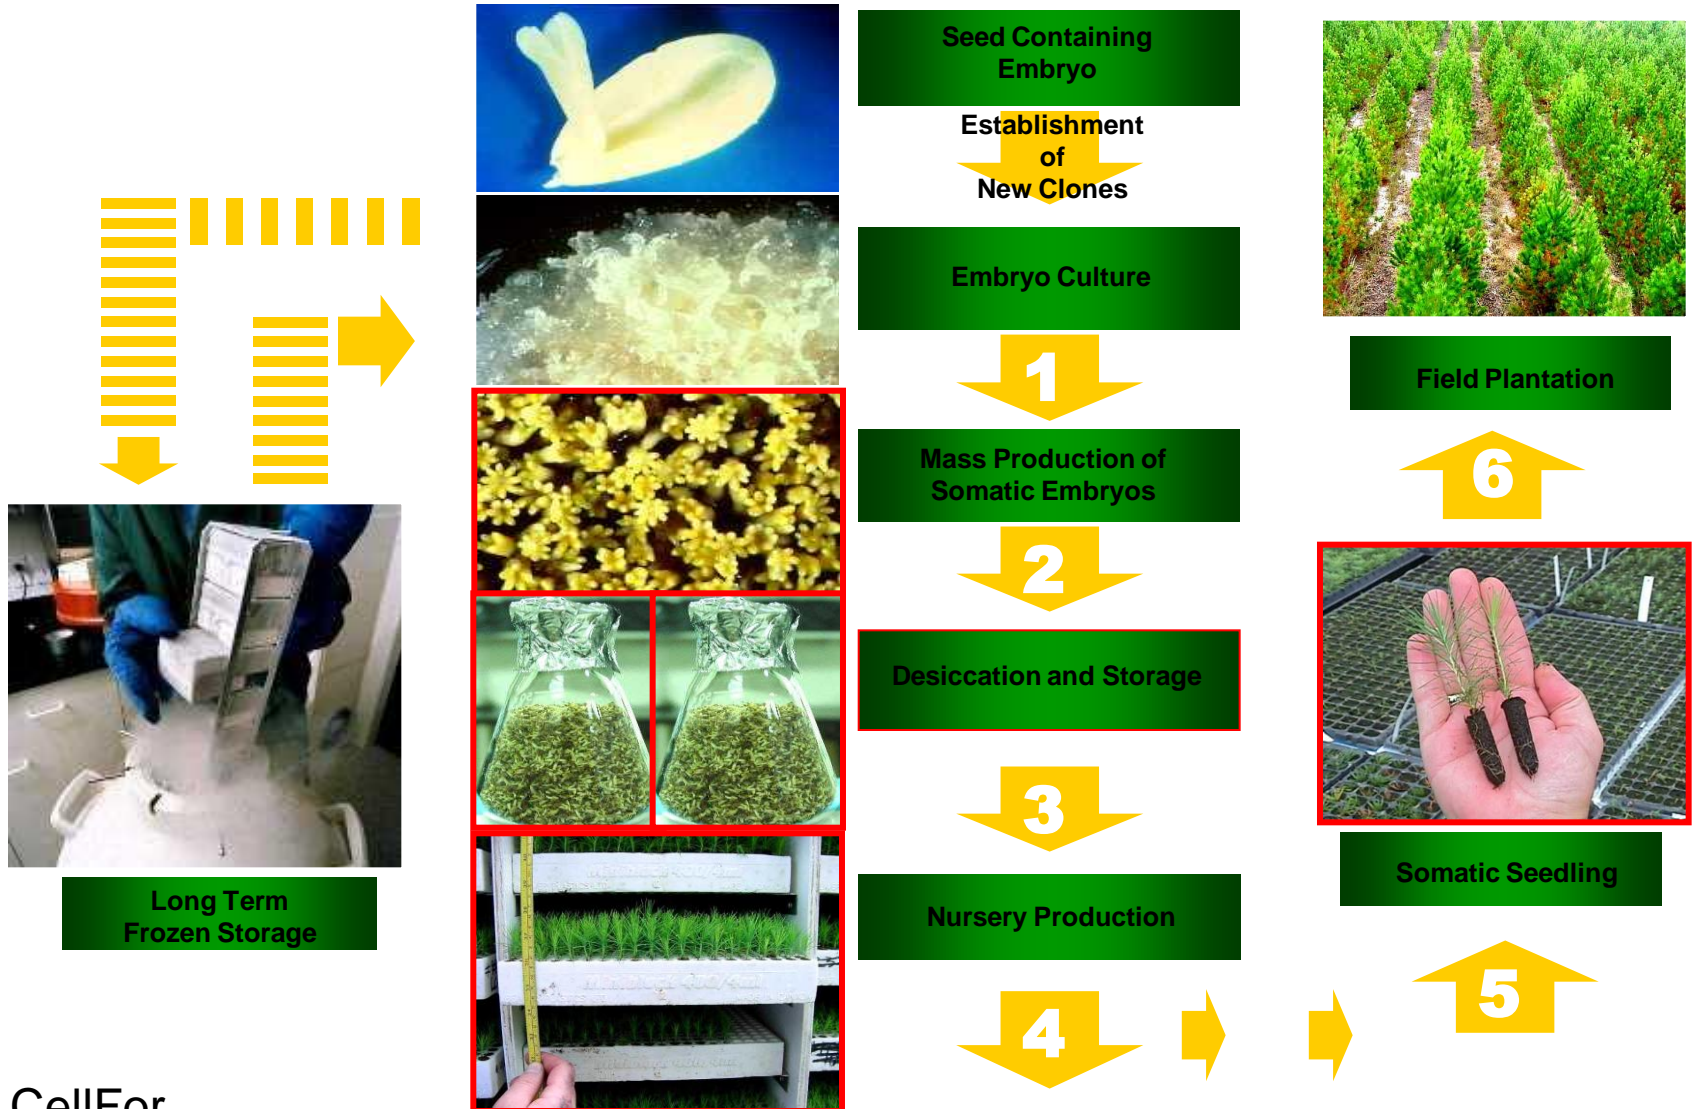 Seed Containing
Embryo
Establishment
of
New Clones
Embryo Culture
1
Mass Production of
Somatic Embryos
2
Desiccation and Storage
3
Nursery Production
4
5
Somatic Seedling
6
Field Plantation
Long Term
Frozen Storage
CellFor